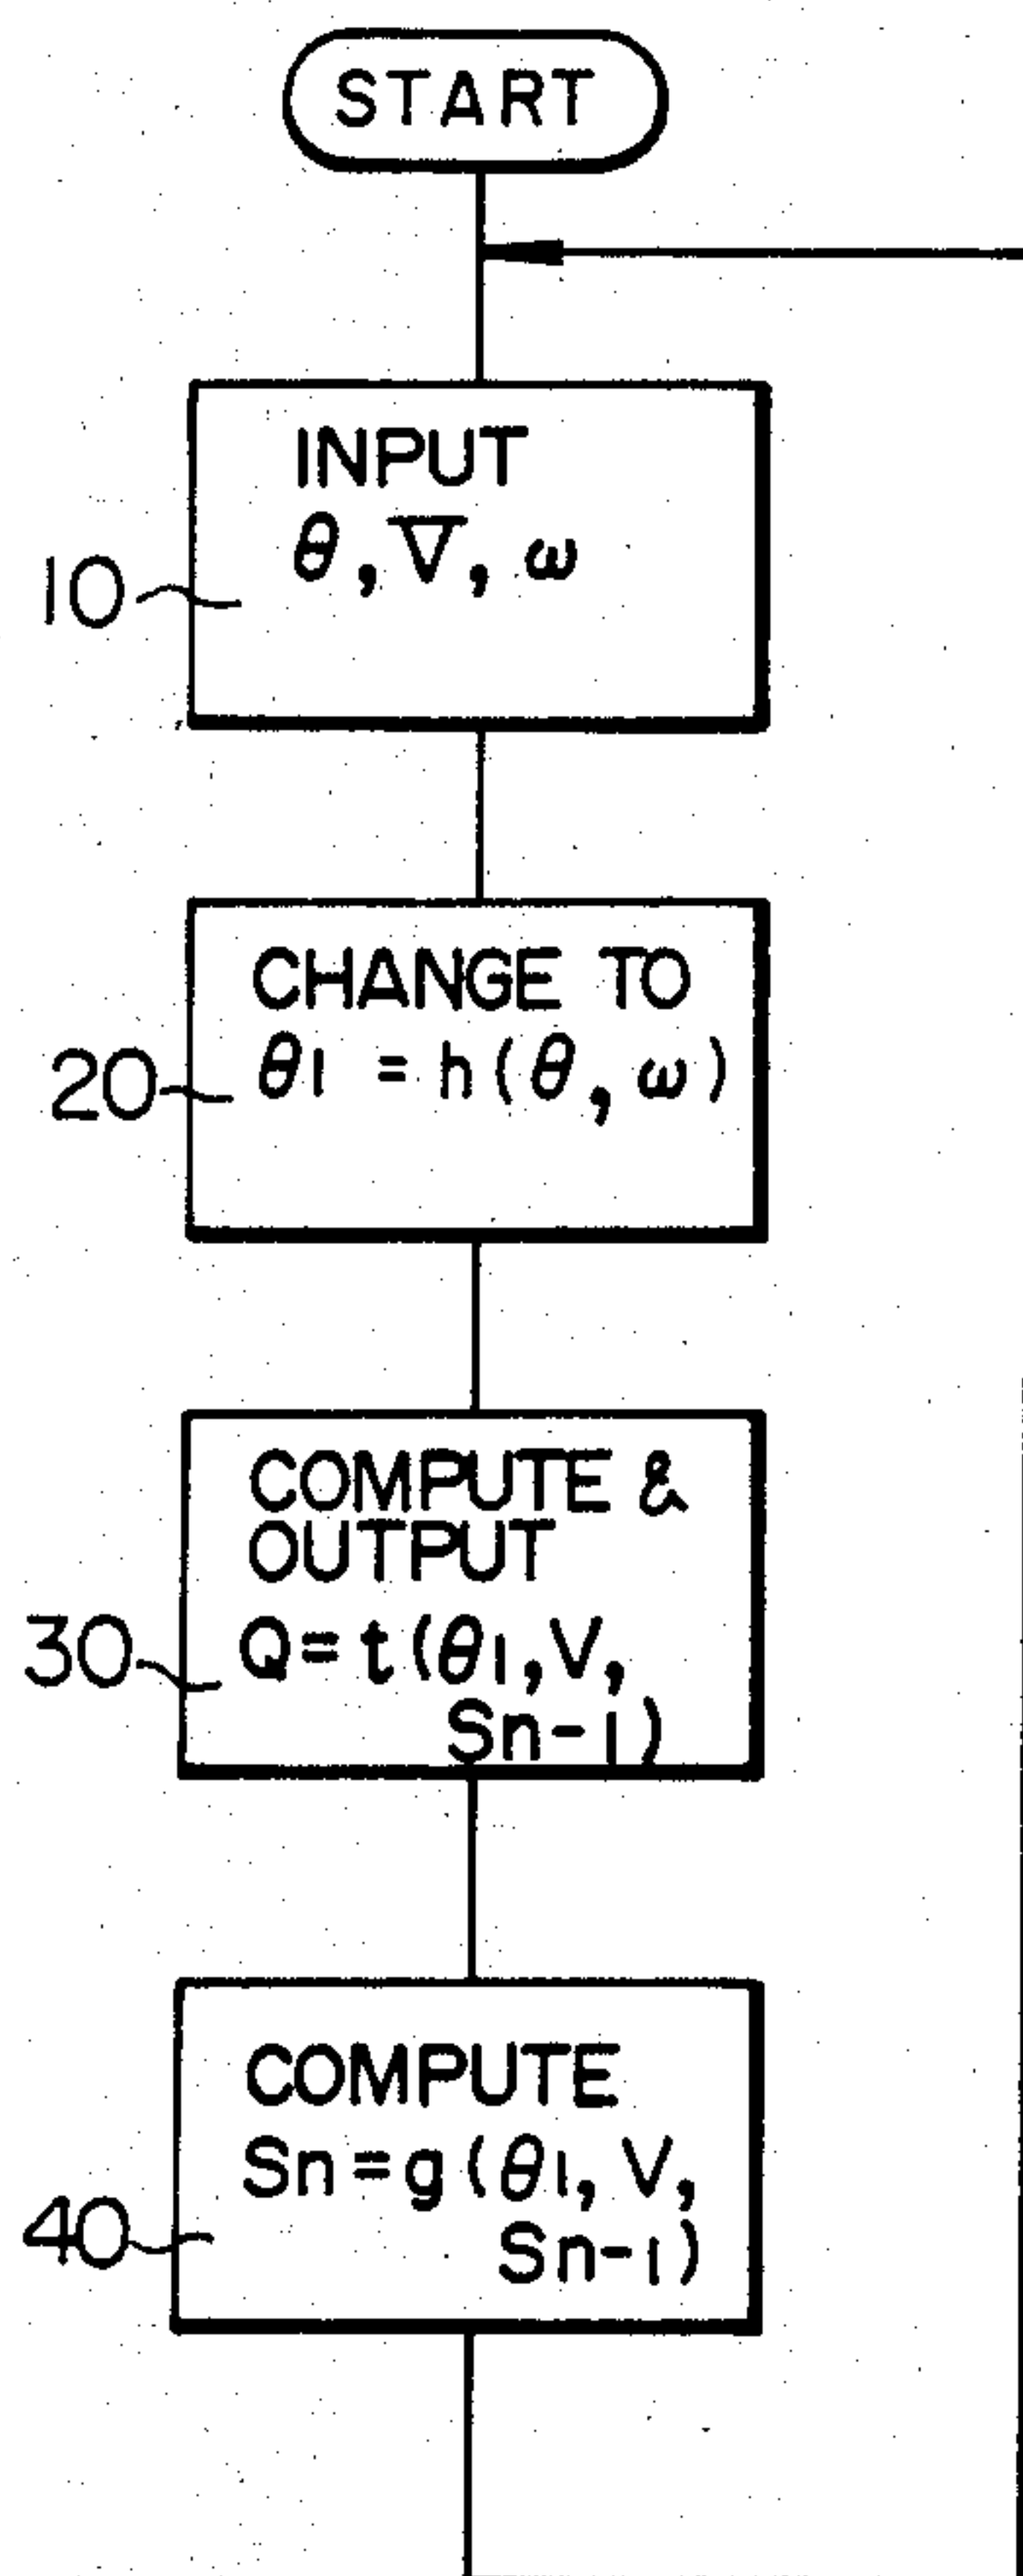 START
INPUT
θ, V, ω
10
CHANGE TO
θ1 = h(θ, ω)
20
COMPUTE &
OUTPUT
Q=t(θ1,V,
Sn-1)
30
COMPUTE
Sn=g(θ1, V,
Sn-1)
40